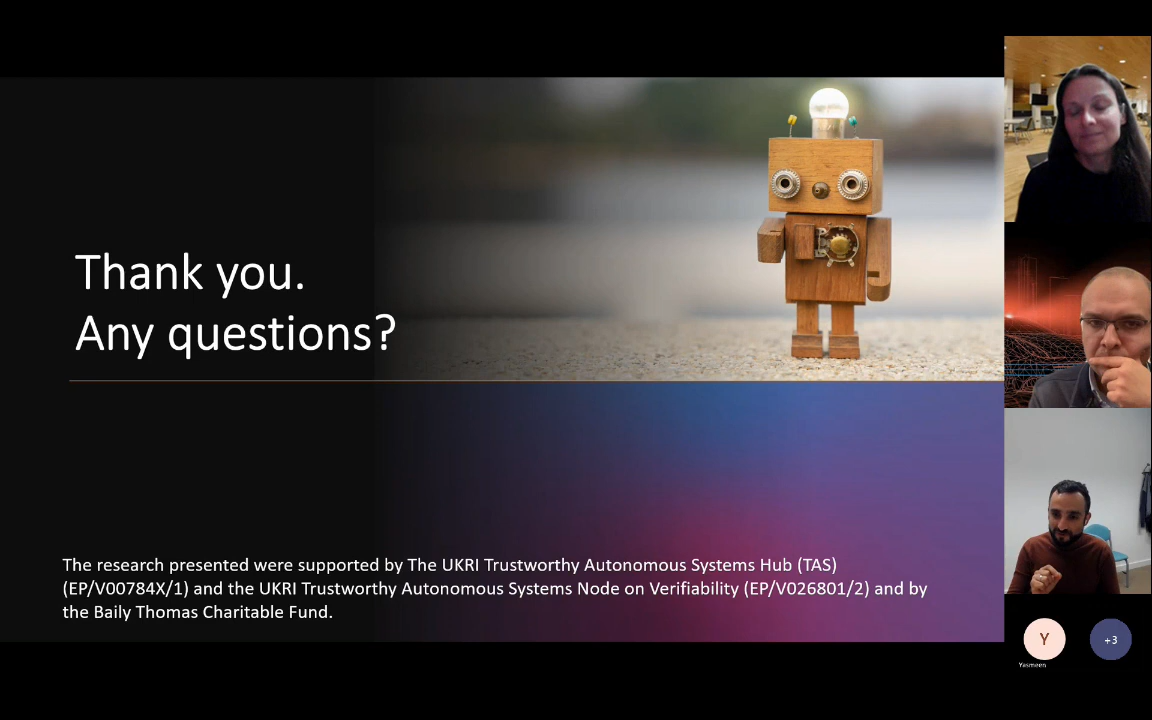 Thank you.
Any questions?
The research presented were supported by The UKRI Trustworthy Autonomous Systems Hub (TAS)
(EP/V00784X/1) and the UKRI Trustworthy Autonomous Systems Node on Verifiability (EP/V026801/2) and by
the Baily Thomas Charitable Fund.
Y
+3
Yasmeen